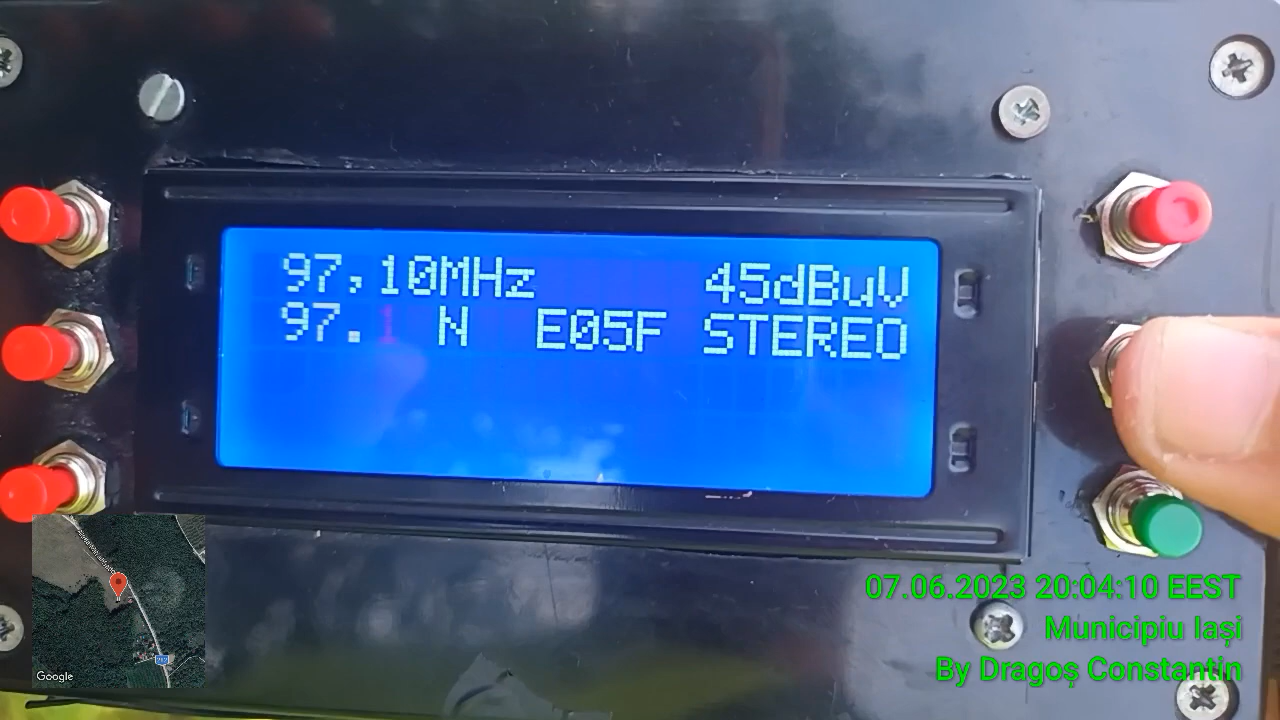 97,10MHz 45dBuV
97. N E05F STEREO
07.06.2023 20:04:10 EEST
Municipiu Iași
By Dragoș Constantin
Google